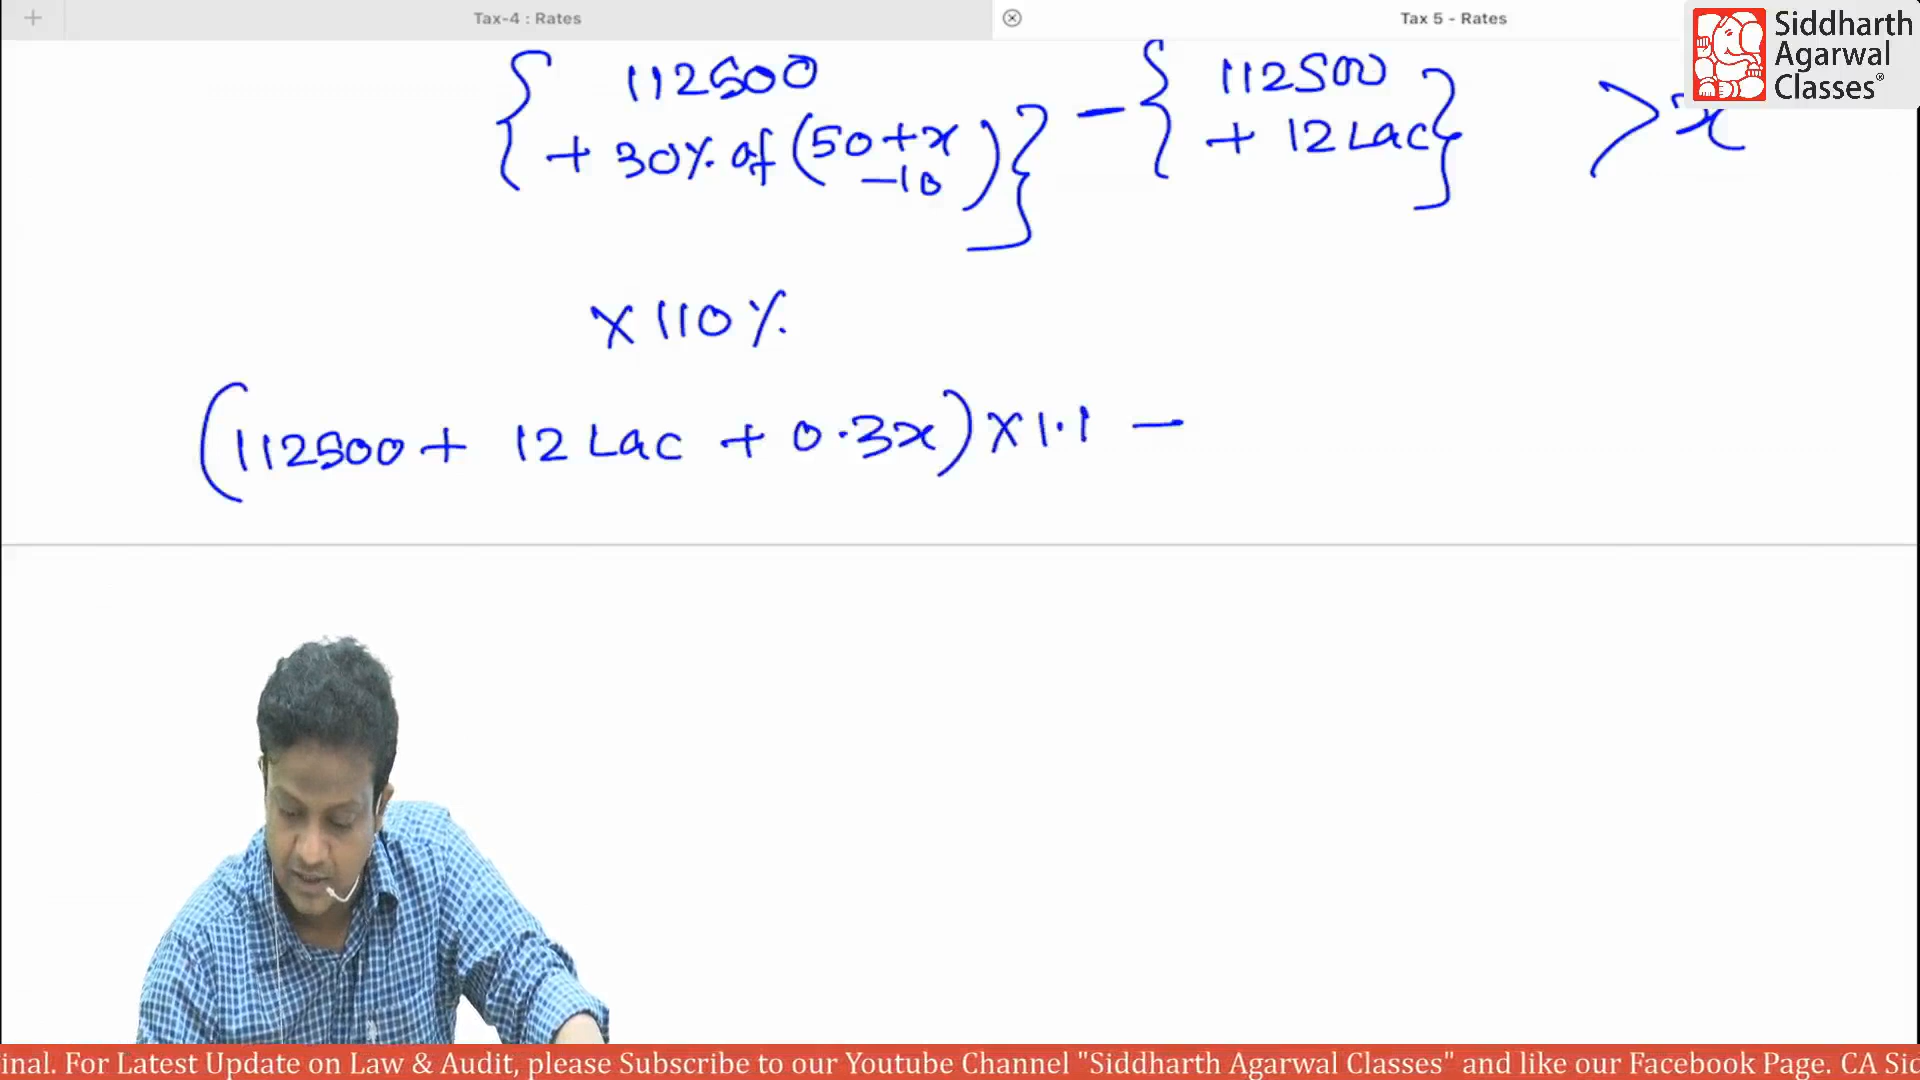 Tax-4 : Rates
Tax 5 - Rates
Siddharth
Agarwal
Classes®
{ 112500 + 30% of (50+x -10) } - { 112500 + 12 Lac } > x
x 110%
(112500 + 12 Lac + 0.3x) x 1.1 -
inal. For Latest Update on Law & Audit, please Subscribe to our Youtube Channel "Siddharth Agarwal Classes" and like our Facebook Page. CA Sid